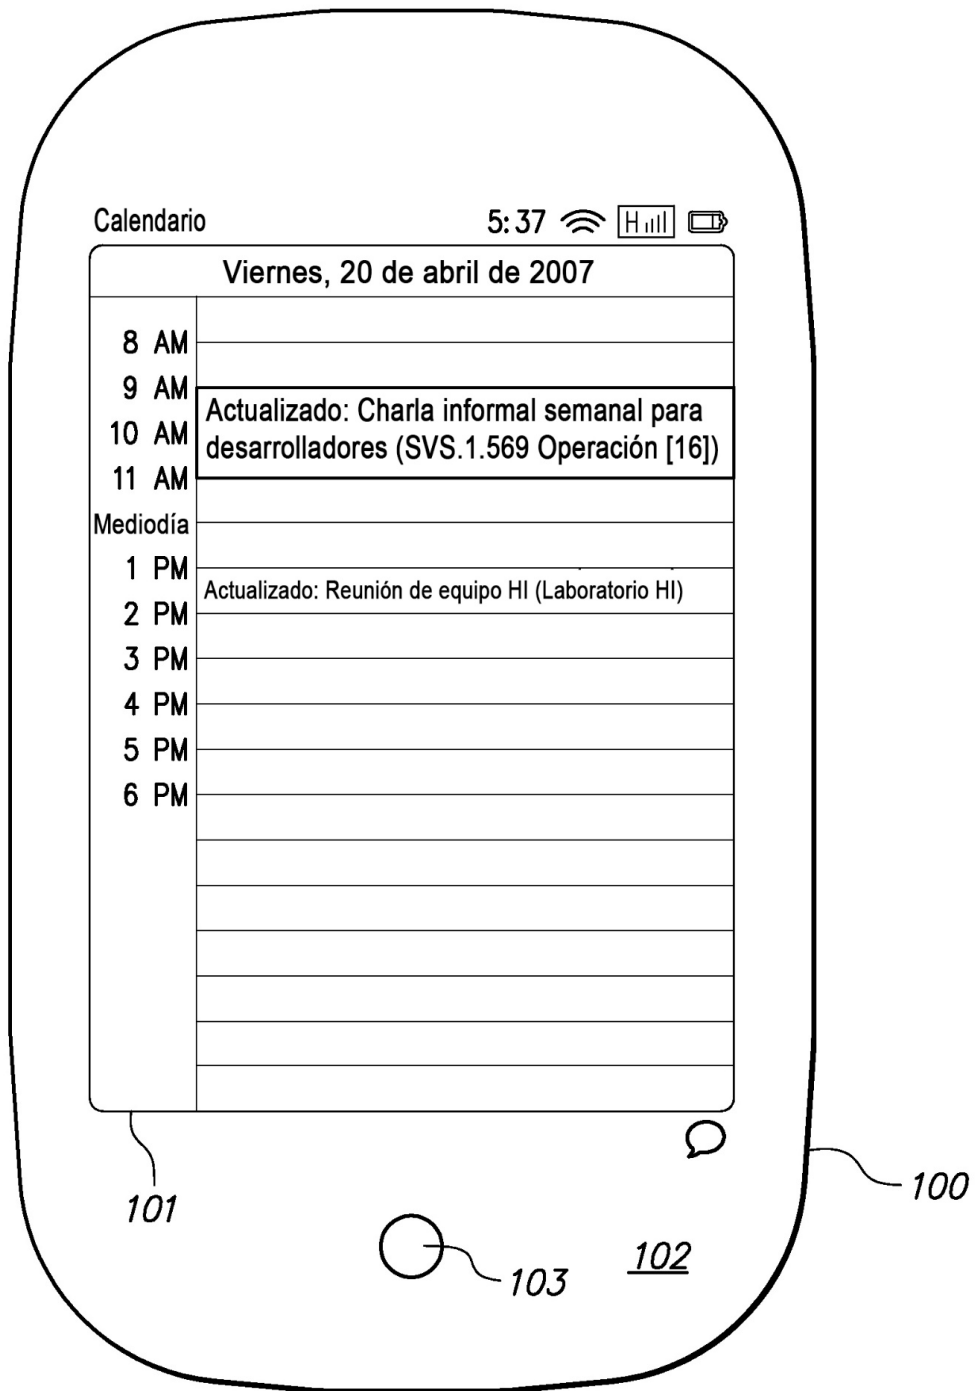 Calendario 5:37 H
Viernes, 20 de abril de 2007
8 AM
9 AM
Actualizado: Charla informal semanal para
10 AM
desarrolladores (SVS.1.569 Operación [16])
11 AM
Mediodía
1 PM
Actualizado: Reunión de equipo HI (Laboratorio HI)
2 PM
3 PM
4 PM
5 PM
6 PM
100
101
102
103